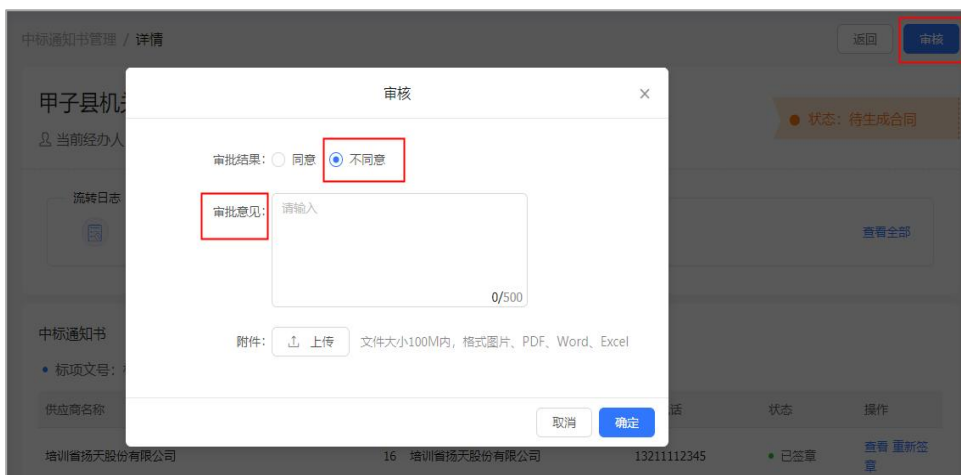 中标通知书管理 / 详情
返回
审核
甲子县机
当前经办人
状态：待生成合同
审核
审批结果：
同意
不同意
审批意见：
请输入
0/500
附件：
上传
文件大小100M内，格式图片、PDF、Word、Excel
取消
确定
流转日志
查看全部
中标通知书
标项文号：
供应商名称
话
状态
操作
培训省扬天股份有限公司
16
培训省扬天股份有限公司
13211112345
已签章
查看 重新签
章